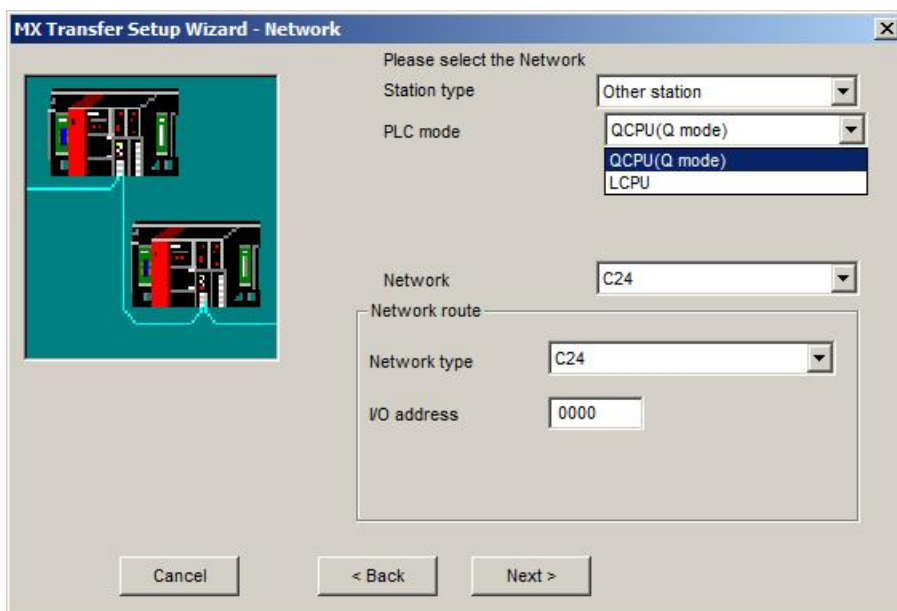 MX Transfer Setup Wizard - Network
Please select the Network
Station type
Other station
PLC mode
QCPU(Q mode)
QCPU(Q mode)
LCPU
Network
C24
Network route
Network type
C24
I/O address
0000
Cancel
< Back
Next >